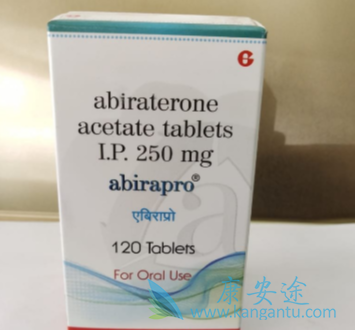 abiraterone
acetate tablets
I.P. 250 mg
abirapro®
एबिराप्रो
120 Tablets
For Oral Use
康安途
www.kangantu.com